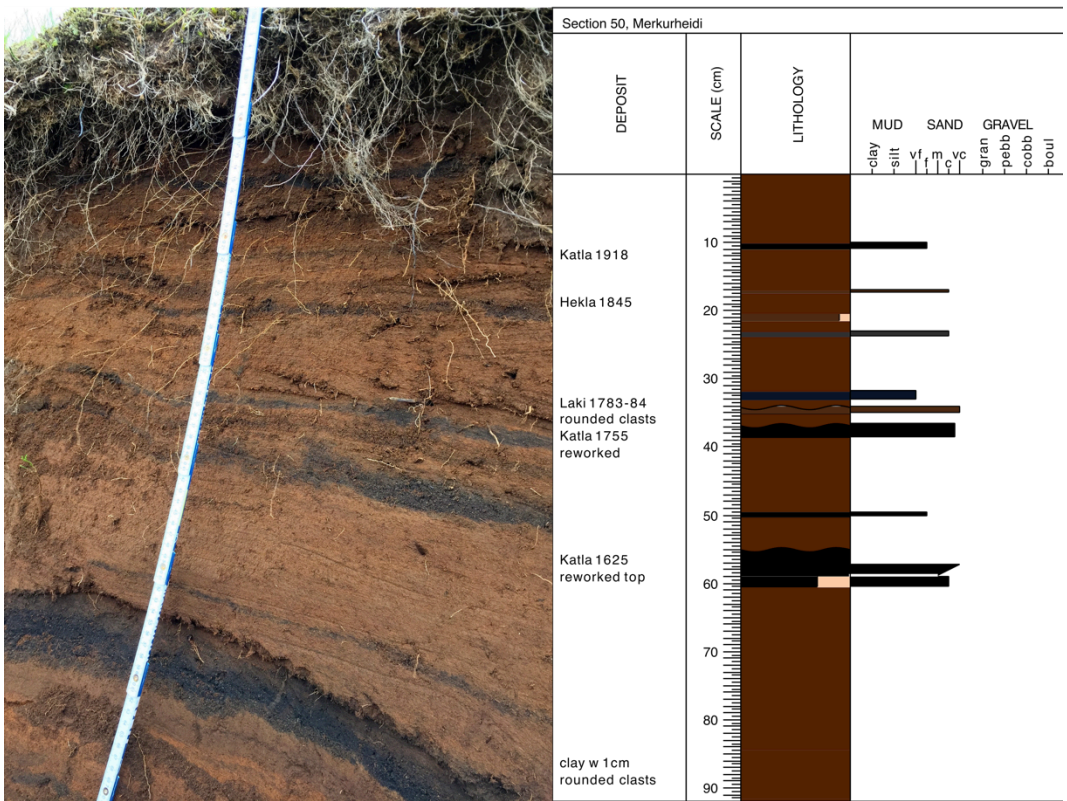 Section 50, Merkurheidi
DEPOSIT
SCALE (cm)
LITHOLOGY
MUD SAND GRAVEL
clay silt vf f m c vc gran pebb cobb boul
10
Katla 1918
Hekla 1845
20
30
Laki 1783-84
rounded clasts
Katla 1755
reworked
40
50
Katla 1625
reworked top
60
70
80
clay w 1cm
rounded clasts
90